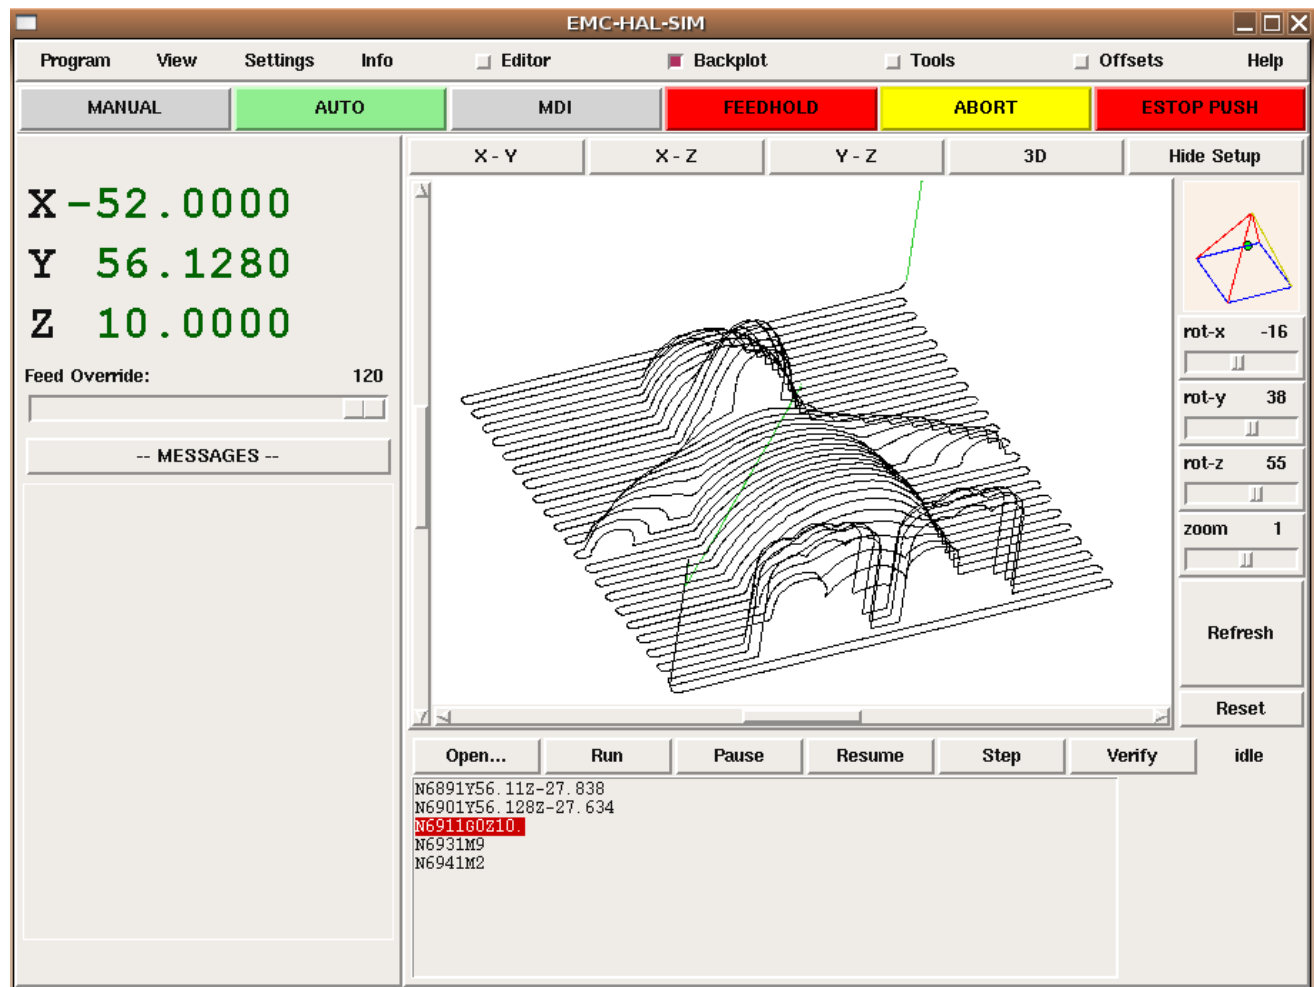 EMC-HAL-SIM
Program View Settings Info Editor Backplot Tools Offsets Help
MANUAL AUTO MDI FEEDHOLD ABORT ESTOP PUSH
X - Y X - Z Y - Z 3D Hide Setup
X -52.0000
Y 56.1280
Z 10.0000
Feed Override: 120
-- MESSAGES --
rot-x -16
rot-y 38
rot-z 55
zoom 1
Refresh
Reset
Open... Run Pause Resume Step Verify idle
N6891Y56.11Z-27.838
N6901Y56.128Z-27.634
N6911G0Z10.
N6931M9
N6941M2